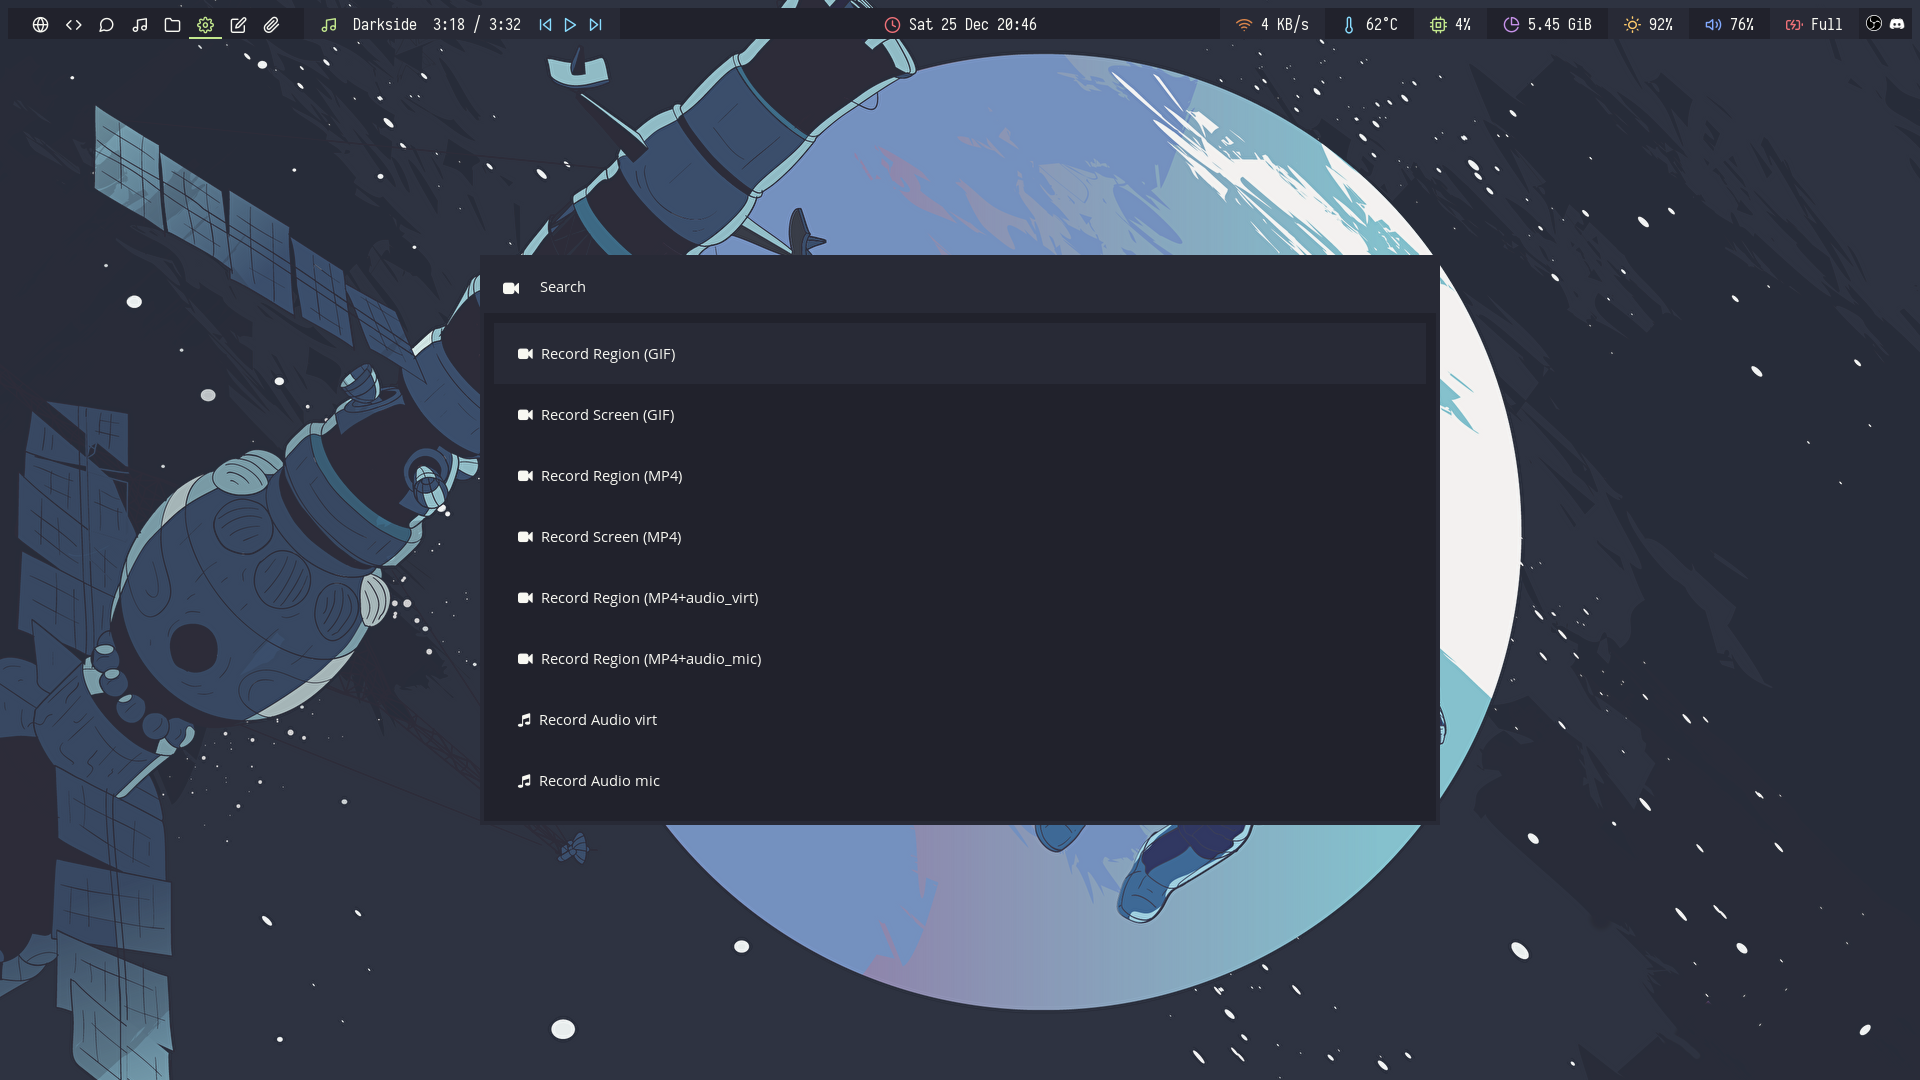 Darkside 3:18 / 3:32 Sat 25 Dec 20:46 4 KB/s 62°C 4% 5.45 GiB 92% 76% Full
Search
Record Region (GIF)
Record Screen (GIF)
Record Region (MP4)
Record Screen (MP4)
Record Region (MP4+audio_virt)
Record Region (MP4+audio_mic)
Record Audio virt
Record Audio mic